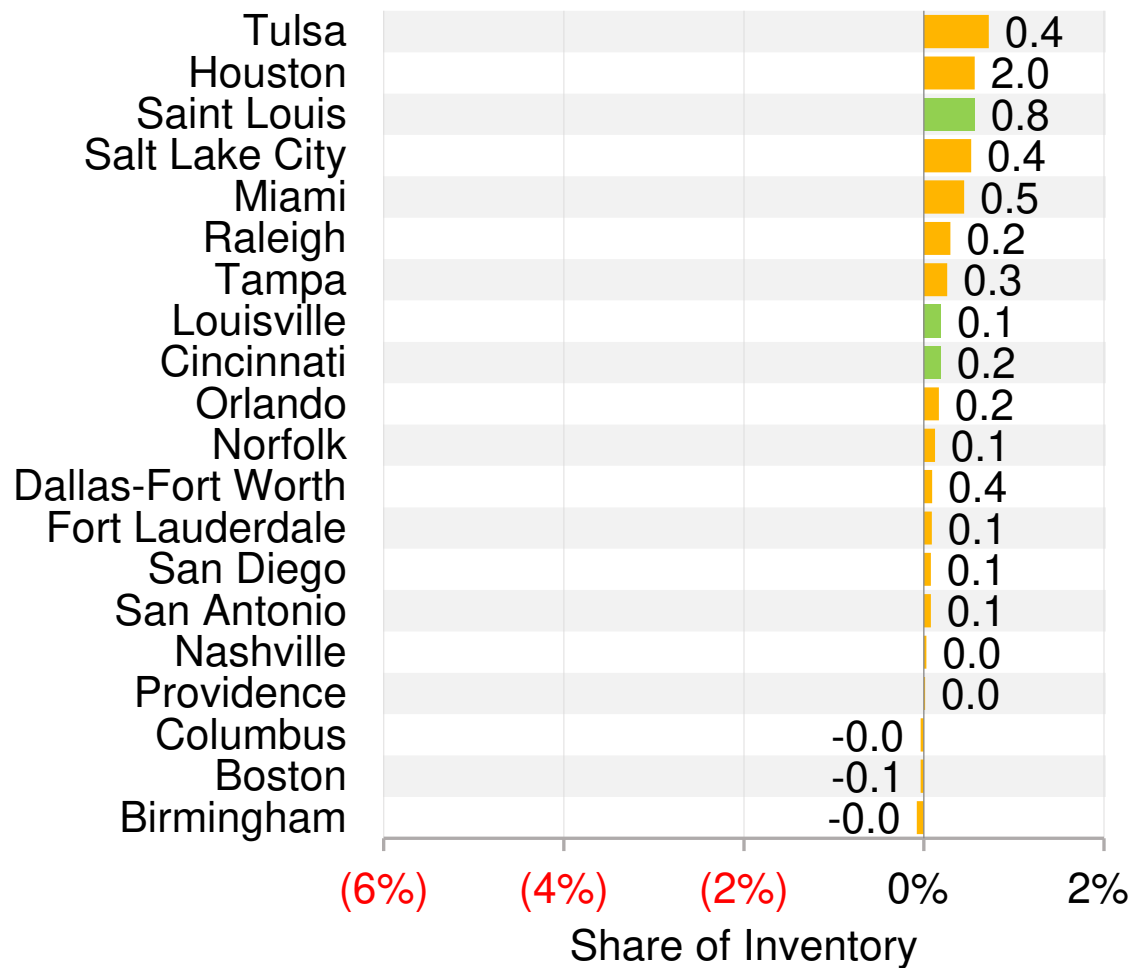 Tulsa 0.4
Houston 2.0
Saint Louis 0.8
Salt Lake City 0.4
Miami 0.5
Raleigh 0.2
Tampa 0.3
Louisville 0.1
Cincinnati 0.2
Orlando 0.2
Norfolk 0.1
Dallas-Fort Worth 0.4
Fort Lauderdale 0.1
San Diego 0.1
San Antonio 0.1
Nashville 0.0
Providence 0.0
Columbus -0.0
Boston -0.1
Birmingham -0.0
(6%) (4%) (2%) 0% 2%
Share of Inventory